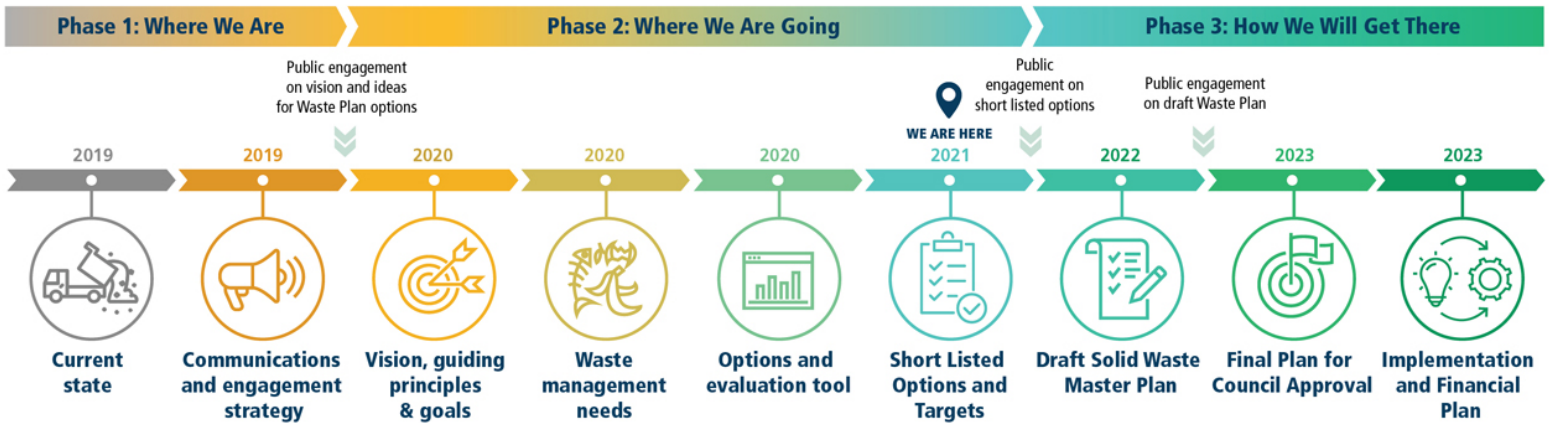 Phase 1: Where We Are
Phase 2: Where We Are Going
Phase 3: How We Will Get There
Public engagement
on vision and ideas
for Waste Plan options
WE ARE HERE
Public
engagement on
short listed options
Public engagement
on draft Waste Plan
2019
2019
2020
2020
2020
2021
2022
2023
2023
Current
state
Communications
and engagement
strategy
Vision, guiding
principles
& goals
Waste
management
needs
Options and
evaluation tool
Short Listed
Options and
Targets
Draft Solid Waste
Master Plan
Final Plan for
Council Approval
Implementation
and Financial
Plan